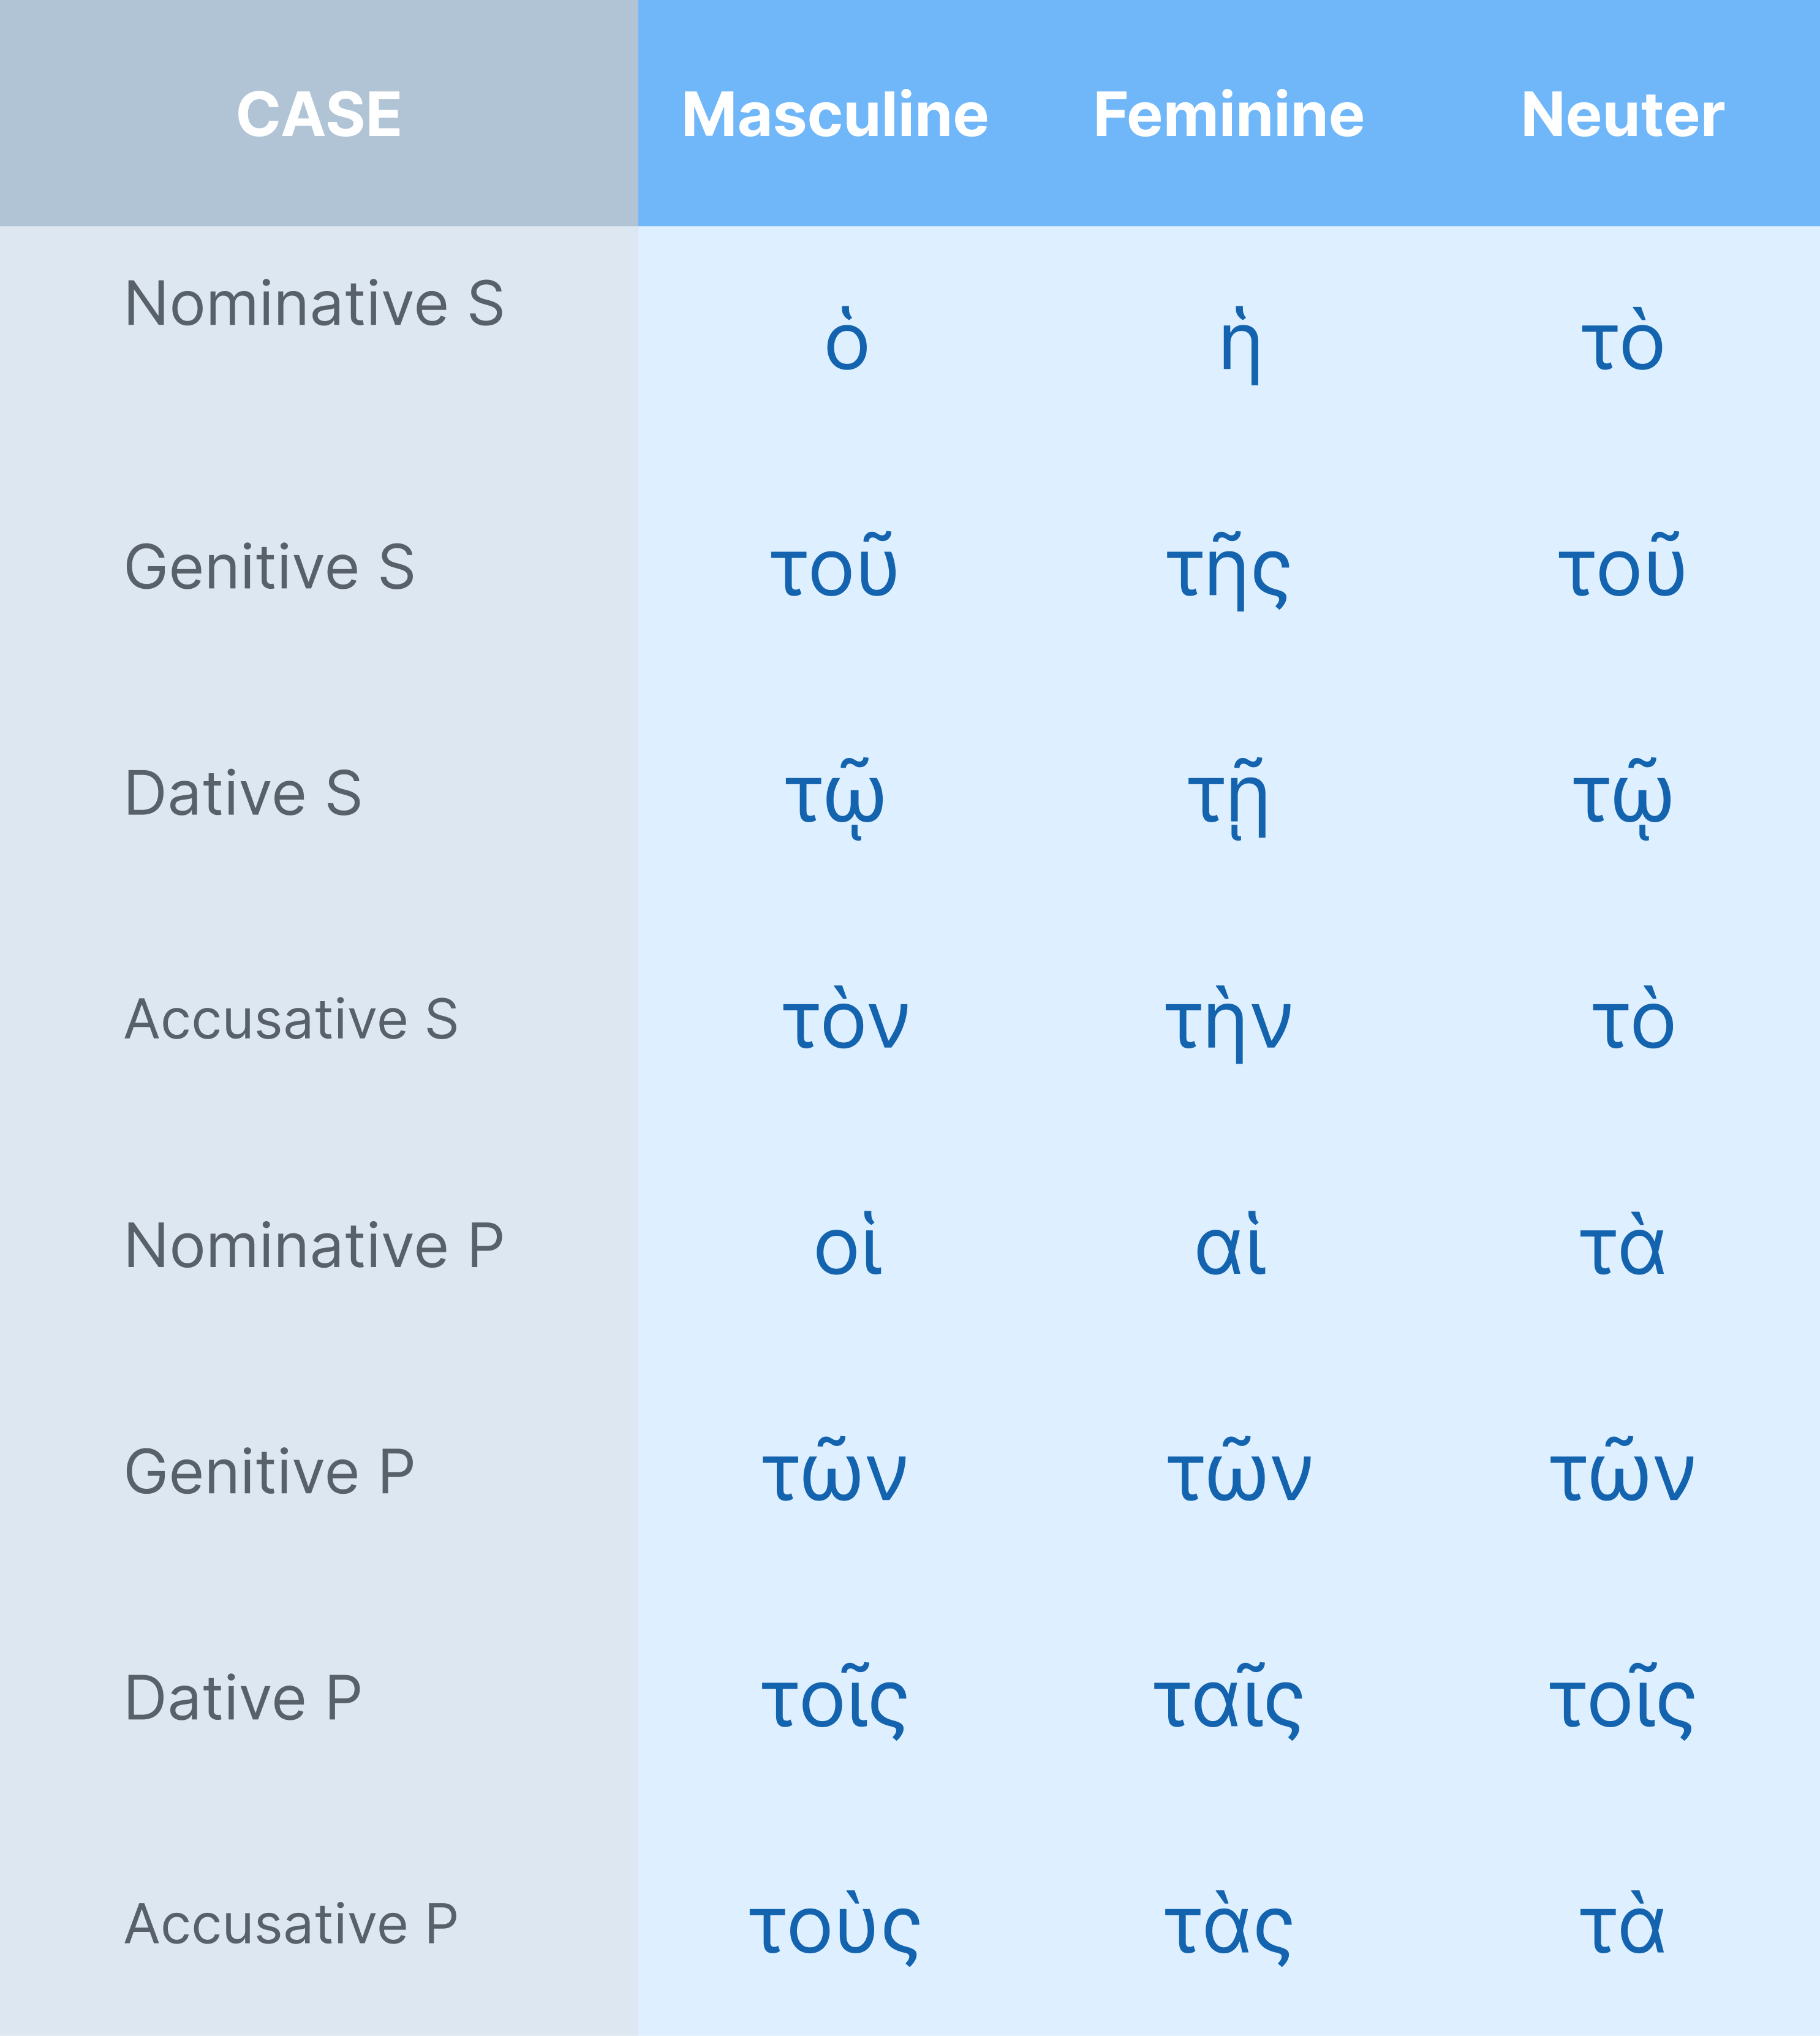 CASE Masculine Feminine Neuter
Nominative S ὁ ἡ τὸ
Genitive S τοῦ τῆς τοῦ
Dative S τῷ τῇ τῷ
Accusative S τὸν τὴν τὸ
Nominative P οἱ αἱ τὰ
Genitive P τῶν τῶν τῶν
Dative P τοῖς ταῖς τοῖς
Accusative P τοὺς τὰς τὰ